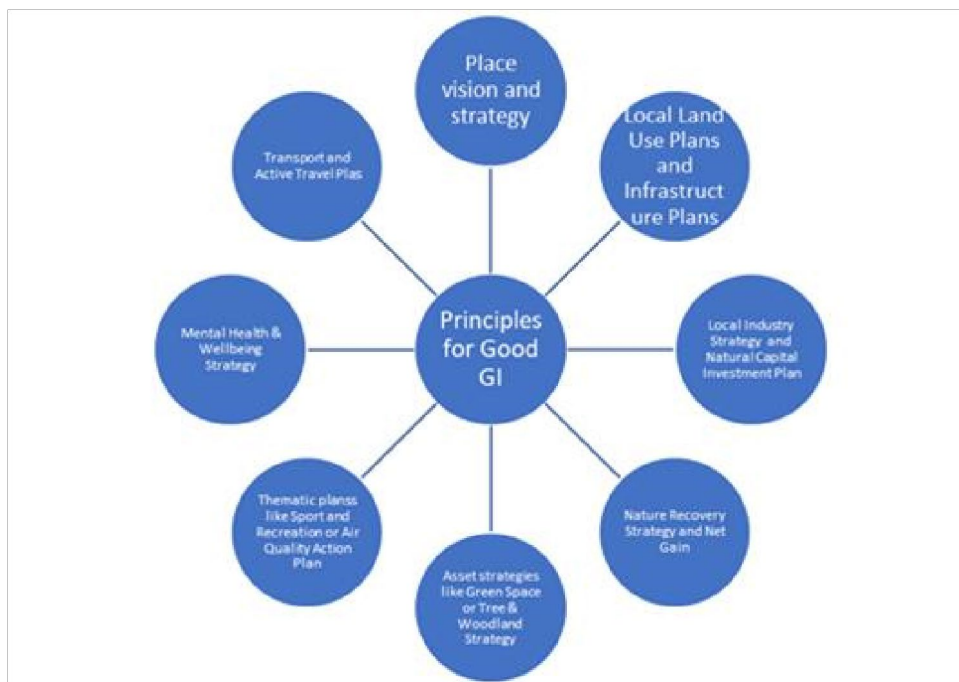 Place
vision and
strategy
Local Land
Use Plans
and
Infrastruct
ure Plans
Local Industry
Strategy and
Natural Capital
Investment Plan
Nature Recovery
Strategy and Net
Gain
Asset strategies
like Green Space
or Tree &
Woodland
Strategy
Thematic planss
like Sport and
Recreation or Air
Quality Action
Plan
Mental Health &
Wellbeing
Strategy
Transport and
Active Travel Plas
Principles
for Good
GI